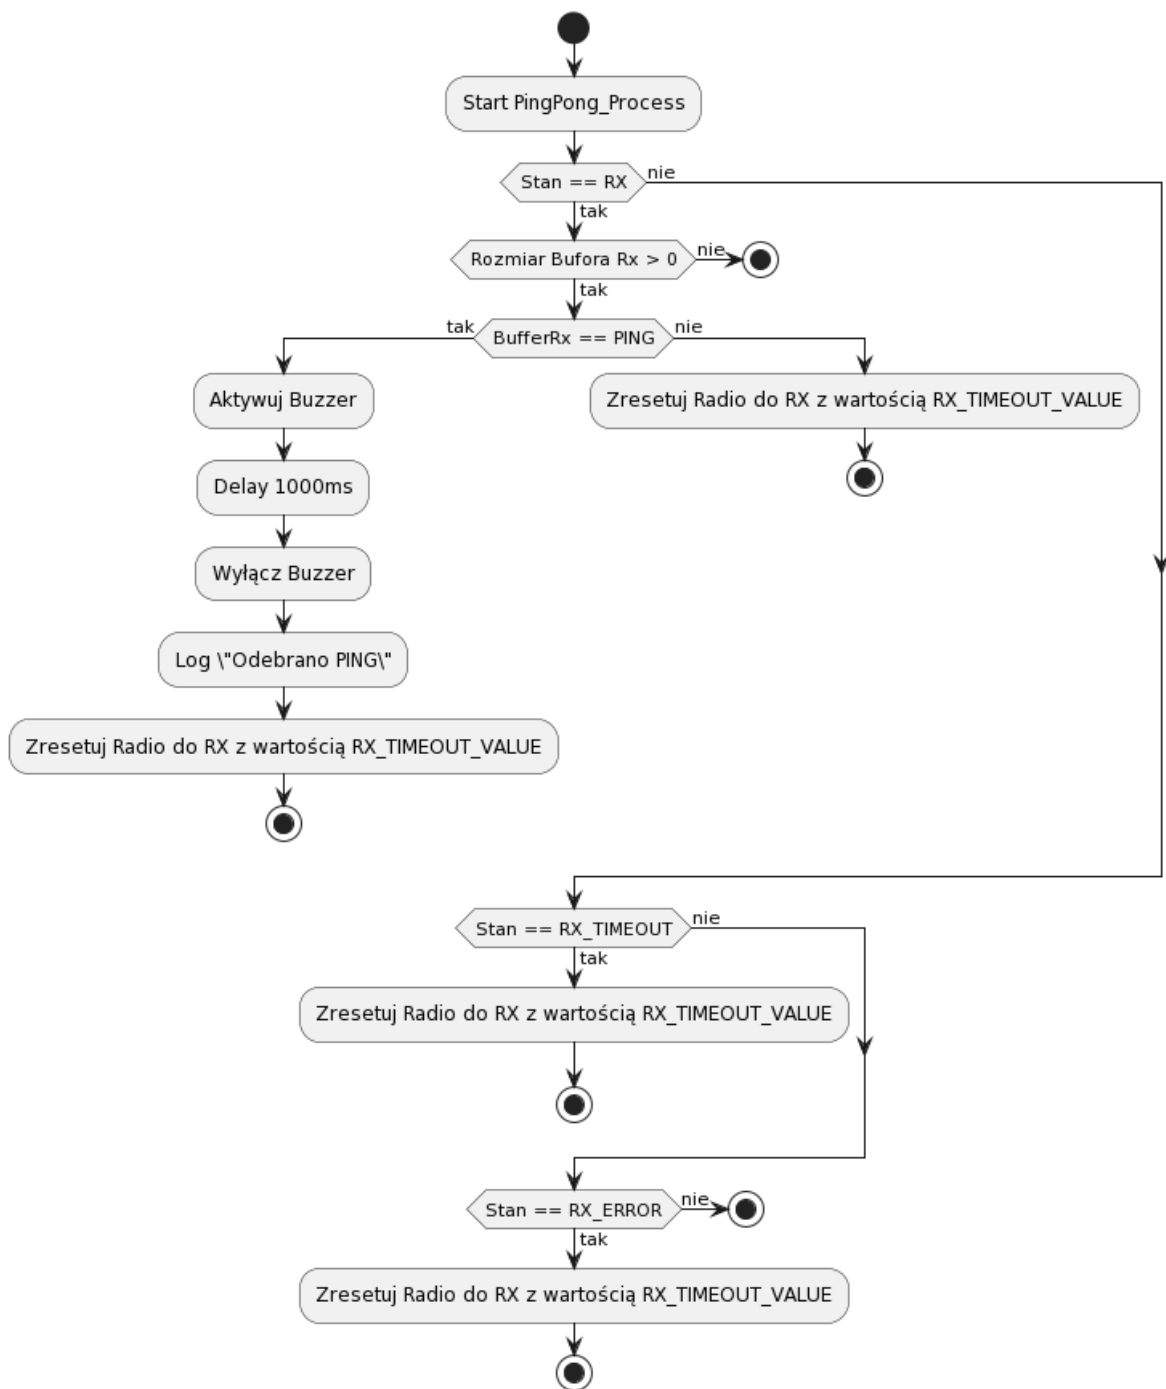 Start PingPong_Process
Stan == RX
nie
tak
Rozmiar Bufora Rx > 0
nie
tak
tak
BufferRx == PING
nie
Aktywuj Buzzer
Zresetuj Radio do RX z wartością RX_TIMEOUT_VALUE
Delay 1000ms
Wyłącz Buzzer
Log \"Odebrano PING\"
Zresetuj Radio do RX z wartością RX_TIMEOUT_VALUE
Stan == RX_TIMEOUT
nie
tak
Zresetuj Radio do RX z wartością RX_TIMEOUT_VALUE
Stan == RX_ERROR
nie
tak
Zresetuj Radio do RX z wartością RX_TIMEOUT_VALUE